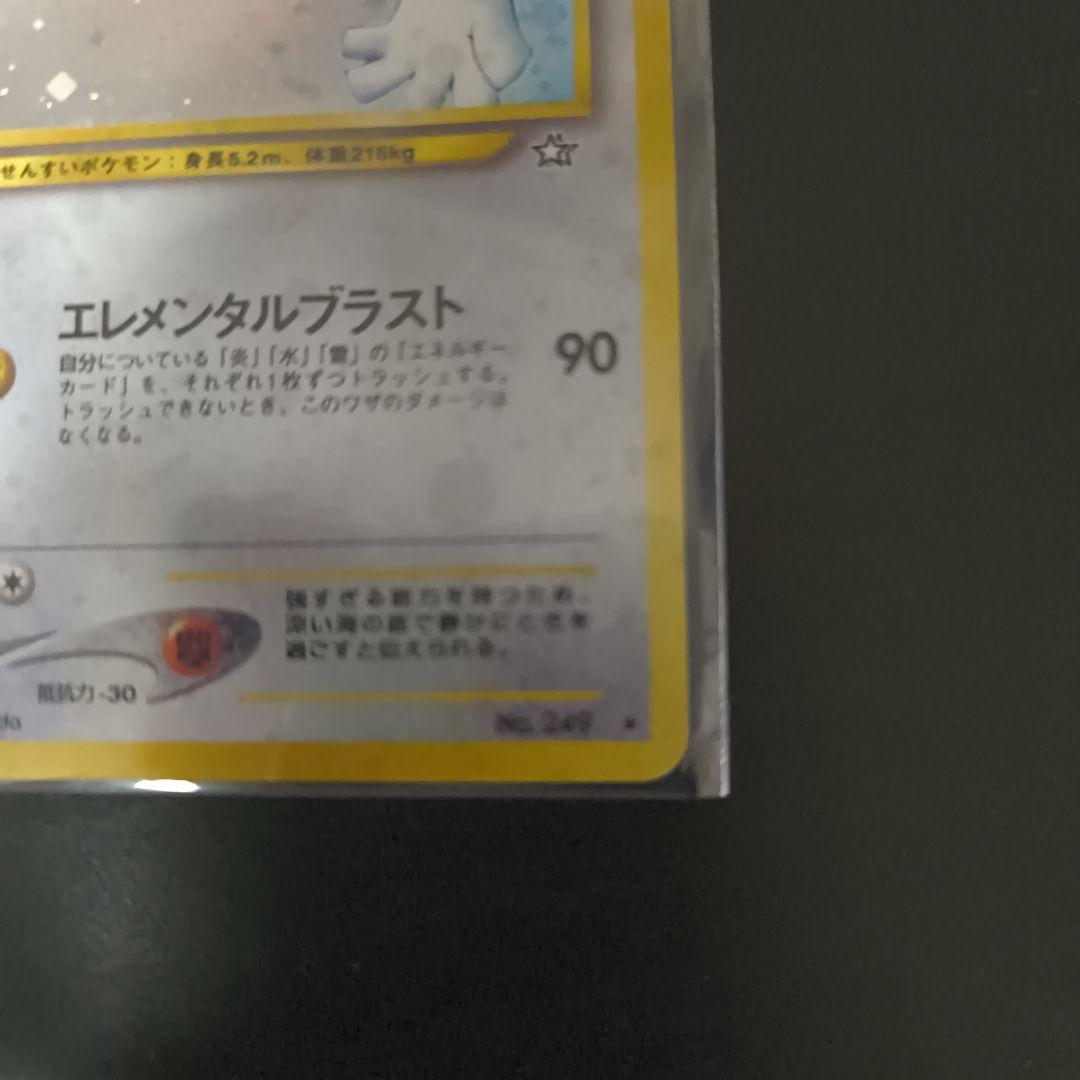 せんすいポケモン：身長5.2m、体重216kg
エレメンタルブラスト
90
自分についている「炎」「水」「雷」の「エネルギー
カード」を、それぞれ1枚ずつトラッシュする。
トラッシュできないとき、このワザのダメージは
なくなる。
強すぎる能力を持つため、
深い海の底で静かにときを
過ごすと伝えられる。
抵抗力 -30
No. 249